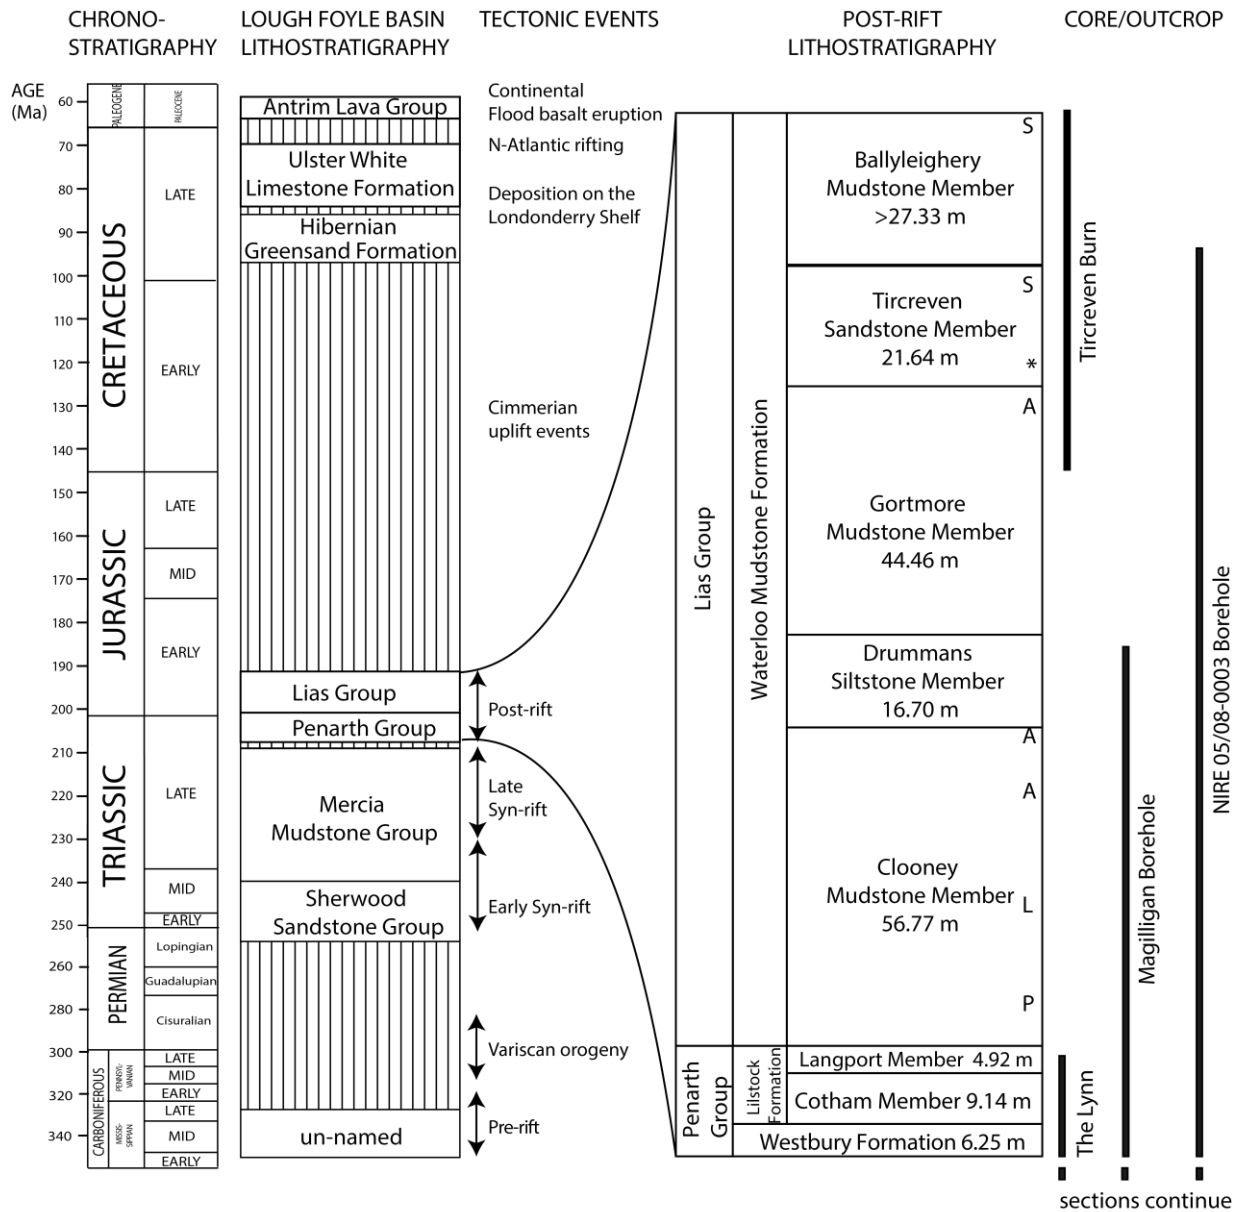 CHRONO-
STRATIGRAPHY
LOUGH FOYLE BASIN
LITHOSTRATIGRAPHY
TECTONIC EVENTS
POST-RIFT
LITHOSTRATIGRAPHY
CORE/OUTCROP
AGE
(Ma)
60
70
80
90
100
110
120
130
140
150
160
170
180
190
200
210
220
230
240
250
260
280
300
320
340
PALEOGENE
PALEOCENE
CRETACEOUS
LATE
EARLY
JURASSIC
LATE
MID
EARLY
TRIASSIC
LATE
MID
EARLY
PERMIAN
Lopingian
Guadalupian
Cisuralian
CARBONIFEROUS
PENNSYL-
VANIAN
LATE
MID
EARLY
MISSIS-
SIPPIAN
LATE
MID
EARLY
Antrim Lava Group
Ulster White
Limestone Formation
Hibernian
Greensand Formation
Lias Group
Penarth Group
Mercia
Mudstone Group
Sherwood
Sandstone Group
un-named
Continental
Flood basalt eruption
N-Atlantic rifting
Deposition on the
Londonderry Shelf
Cimmerian
uplift events
Post-rift
Late
Syn-rift
Early Syn-rift
Variscan orogeny
Pre-rift
Lias Group
Waterloo Mudstone Formation
Ballyleighery
Mudstone Member
>27.33 m
S
Tircreven
Sandstone Member
21.64 m
S
*
Gortmore
Mudstone Member
44.46 m
A
Drummans
Siltstone Member
16.70 m
Clooney
Mudstone Member
56.77 m
A
A
L
P
Penarth
Group
Lilstock
Formation
Langport Member 4.92 m
Cotham Member 9.14 m
Westbury Formation 6.25 m
Tircreven Burn
The Lynn
Magilligan Borehole
NIRE 05/08-0003 Borehole
sections continue